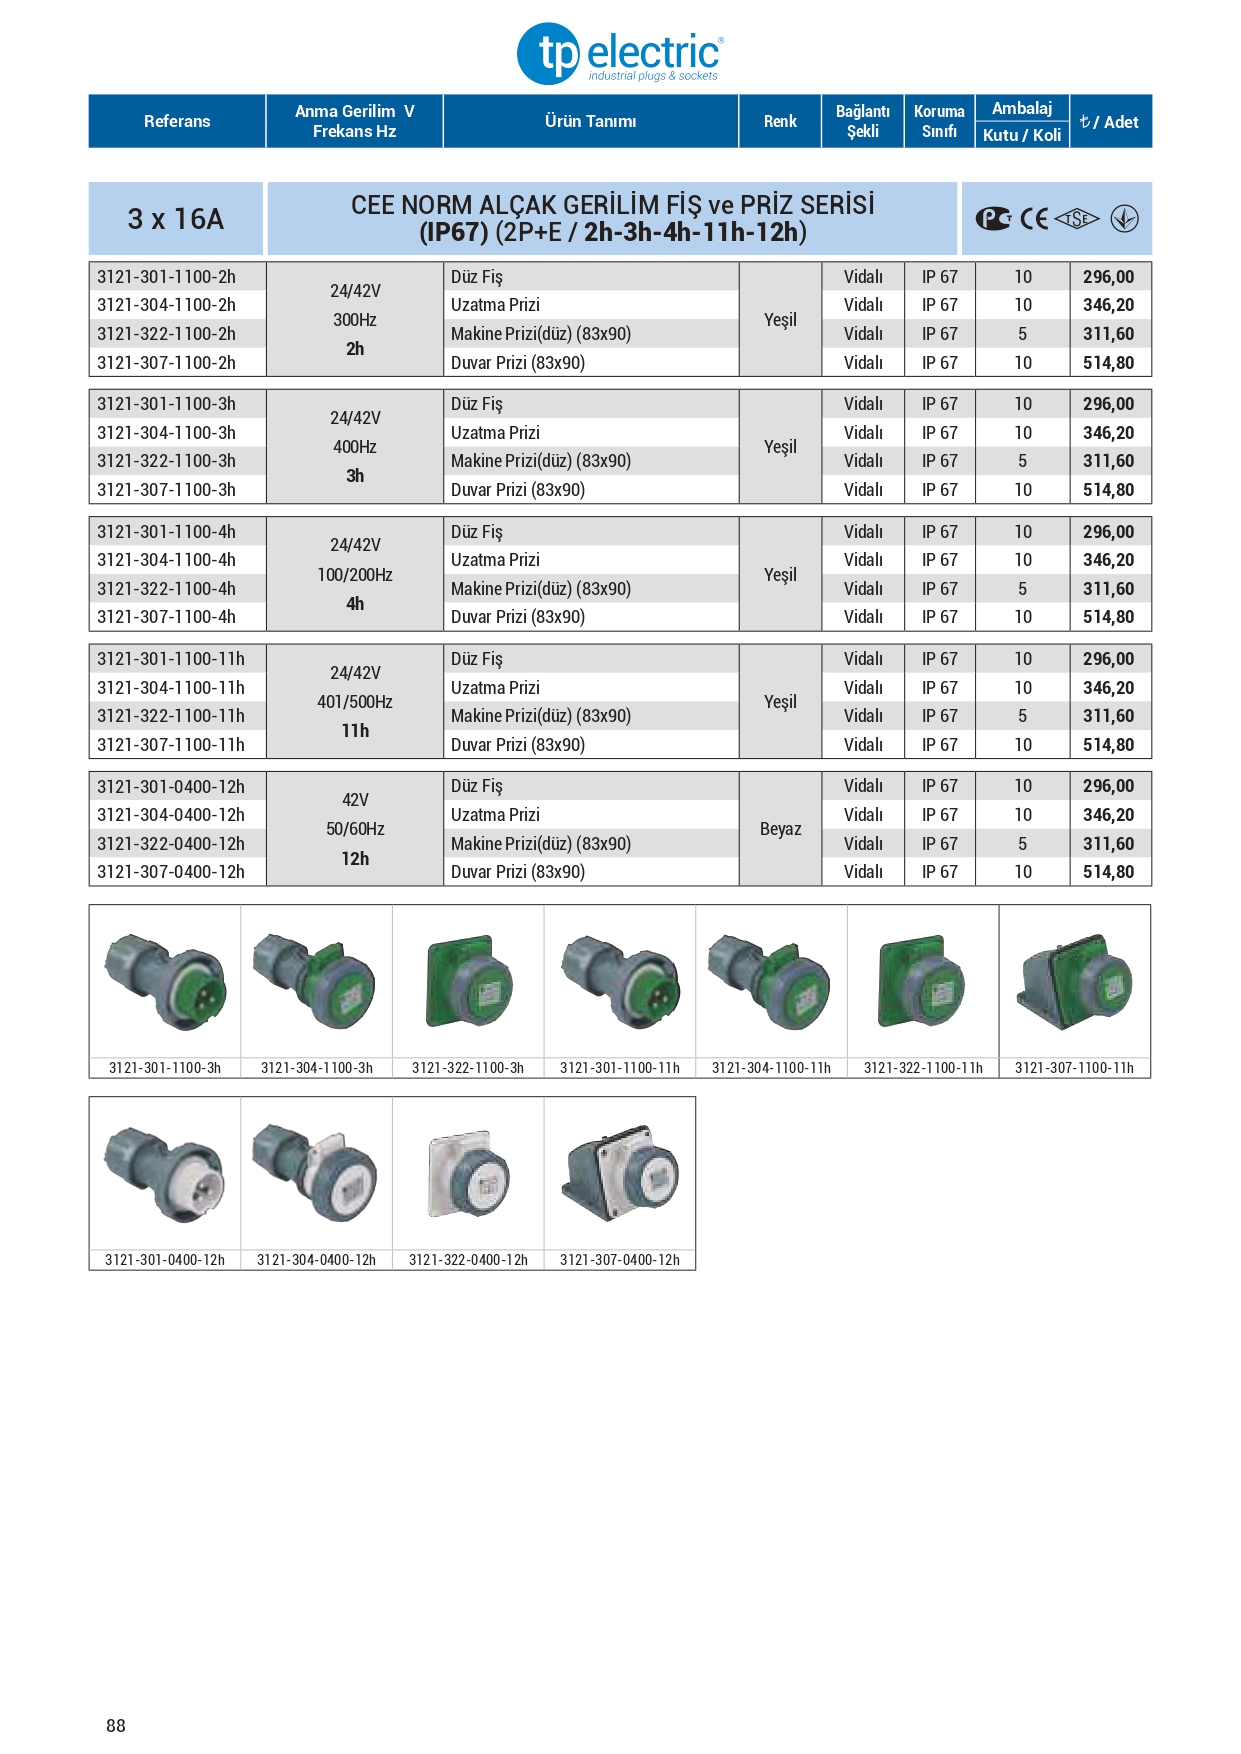 tp electric®
industrial plugs & sockets
Referans
Anma Gerilim V
Frekans Hz
Ürün Tanımı
Renk
Bağlantı
Şekli
Koruma
Sınıfı
Ambalaj
Kutu / Koli
₺ / Adet
3 x 16A
CEE NORM ALÇAK GERİLİM FİŞ ve PRİZ SERİSİ
(IP67) (2P+E / 2h-3h-4h-11h-12h)
PCT CE TSE
3121-301-1100-2h Düz Fiş Vidalı IP 67 10 296,00
3121-304-1100-2h Uzatma Prizi Vidalı IP 67 10 346,20
3121-322-1100-2h Makine Prizi(düz) (83x90) Vidalı IP 67 5 311,60
3121-307-1100-2h Duvar Prizi (83x90) Vidalı IP 67 10 514,80
24/42V
300Hz
2h
Yeşil
3121-301-1100-3h Düz Fiş Vidalı IP 67 10 296,00
3121-304-1100-3h Uzatma Prizi Vidalı IP 67 10 346,20
3121-322-1100-3h Makine Prizi(düz) (83x90) Vidalı IP 67 5 311,60
3121-307-1100-3h Duvar Prizi (83x90) Vidalı IP 67 10 514,80
24/42V
400Hz
3h
Yeşil
3121-301-1100-4h Düz Fiş Vidalı IP 67 10 296,00
3121-304-1100-4h Uzatma Prizi Vidalı IP 67 10 346,20
3121-322-1100-4h Makine Prizi(düz) (83x90) Vidalı IP 67 5 311,60
3121-307-1100-4h Duvar Prizi (83x90) Vidalı IP 67 10 514,80
24/42V
100/200Hz
4h
Yeşil
3121-301-1100-11h Düz Fiş Vidalı IP 67 10 296,00
3121-304-1100-11h Uzatma Prizi Vidalı IP 67 10 346,20
3121-322-1100-11h Makine Prizi(düz) (83x90) Vidalı IP 67 5 311,60
3121-307-1100-11h Duvar Prizi (83x90) Vidalı IP 67 10 514,80
24/42V
401/500Hz
11h
Yeşil
3121-301-0400-12h Düz Fiş Vidalı IP 67 10 296,00
3121-304-0400-12h Uzatma Prizi Vidalı IP 67 10 346,20
3121-322-0400-12h Makine Prizi(düz) (83x90) Vidalı IP 67 5 311,60
3121-307-0400-12h Duvar Prizi (83x90) Vidalı IP 67 10 514,80
42V
50/60Hz
12h
Beyaz
3121-301-1100-3h 3121-304-1100-3h 3121-322-1100-3h 3121-301-1100-11h 3121-304-1100-11h 3121-322-1100-11h 3121-307-1100-11h
3121-301-0400-12h 3121-304-0400-12h 3121-322-0400-12h 3121-307-0400-12h
88